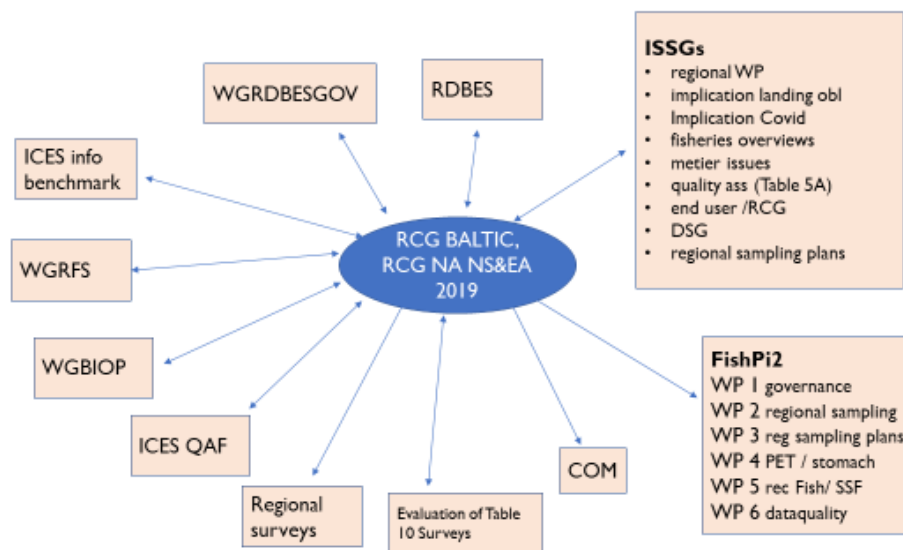 ISSGs
• regional WP
• implication landing obl
• Implication Covid
• fisheries overviews
• metier issues
• quality ass (Table 5A)
• end user /RCG
• DSG
• regional sampling plans
WGRDBESGOV
RDBES
ICES info
benchmark
WGRFS
RCG BALTIC,
RCG NA NS&EA
2019
WGBIOP
ICES QAF
Regional
surveys
Evaluation of Table
10 Surveys
COM
FishPi2
WP 1 governance
WP 2 regional sampling
WP 3 reg sampling plans
WP 4 PET / stomach
WP 5 rec Fish/ SSF
WP 6 dataquality